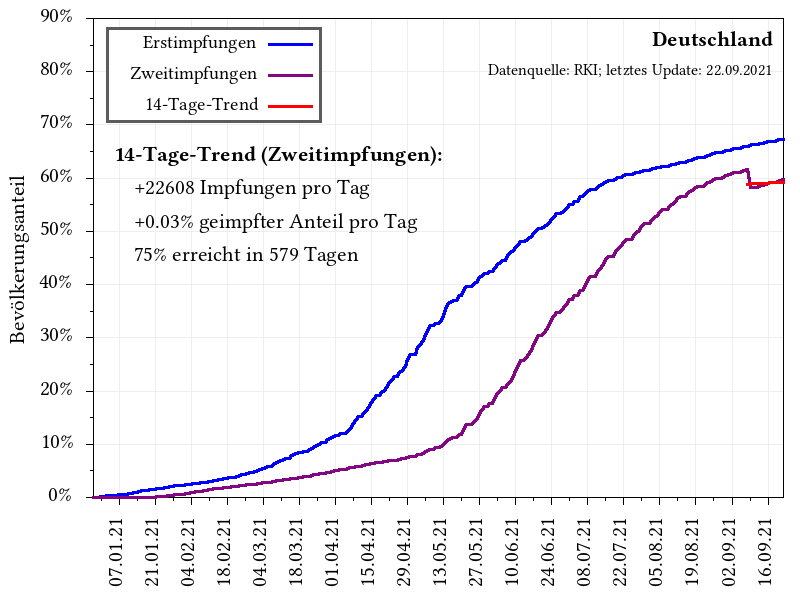 90%
80%
70%
60%
50%
40%
30%
20%
10%
0%
Bevölkerungsanteil
Erstimpfungen
Zweitimpfungen
14-Tage-Trend
Deutschland
Datenquelle: RKI; letztes Update: 22.09.2021
14-Tage-Trend (Zweitimpfungen):
+22608 Impfungen pro Tag
+0.03% geimpfter Anteil pro Tag
75% erreicht in 579 Tagen
07.01.21
21.01.21
04.02.21
18.02.21
04.03.21
18.03.21
01.04.21
15.04.21
29.04.21
13.05.21
27.05.21
10.06.21
24.06.21
08.07.21
22.07.21
05.08.21
19.08.21
02.09.21
16.09.21